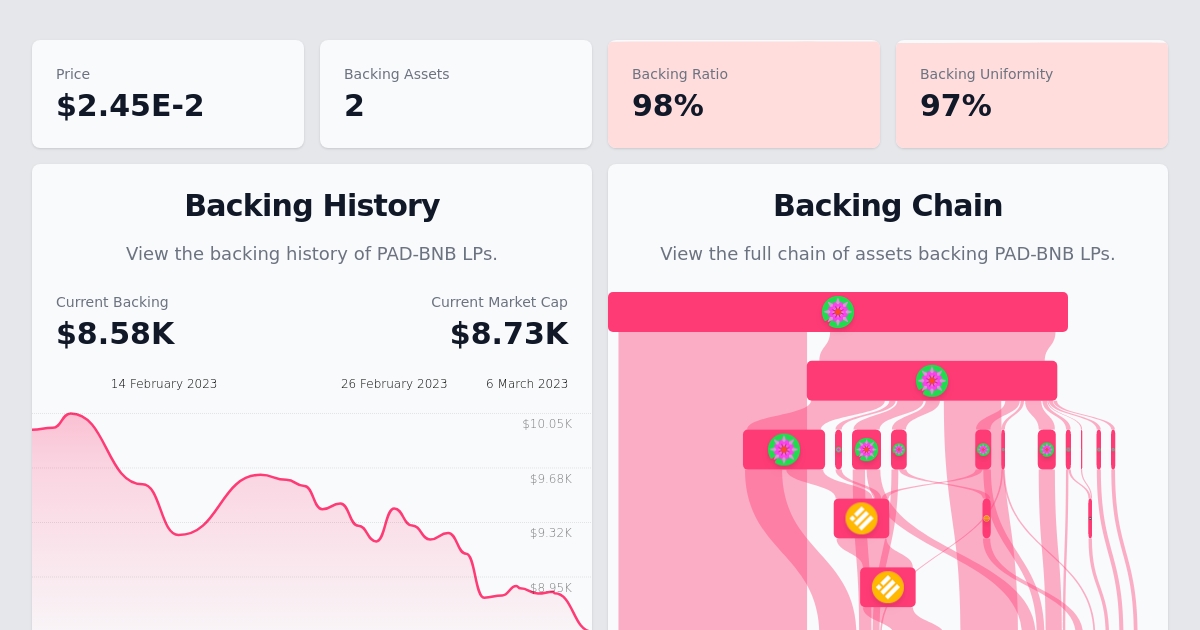 Price
$2.45E-2
Backing Assets
2
Backing Ratio
98%
Backing Uniformity
97%
Backing History
View the backing history of PAD-BNB LPs.
Current Backing
$8.58K
Current Market Cap
$8.73K
14 February 2023
26 February 2023
6 March 2023
$10.05K
$9.68K
$9.32K
$8.95K
Backing Chain
View the full chain of assets backing PAD-BNB LPs.